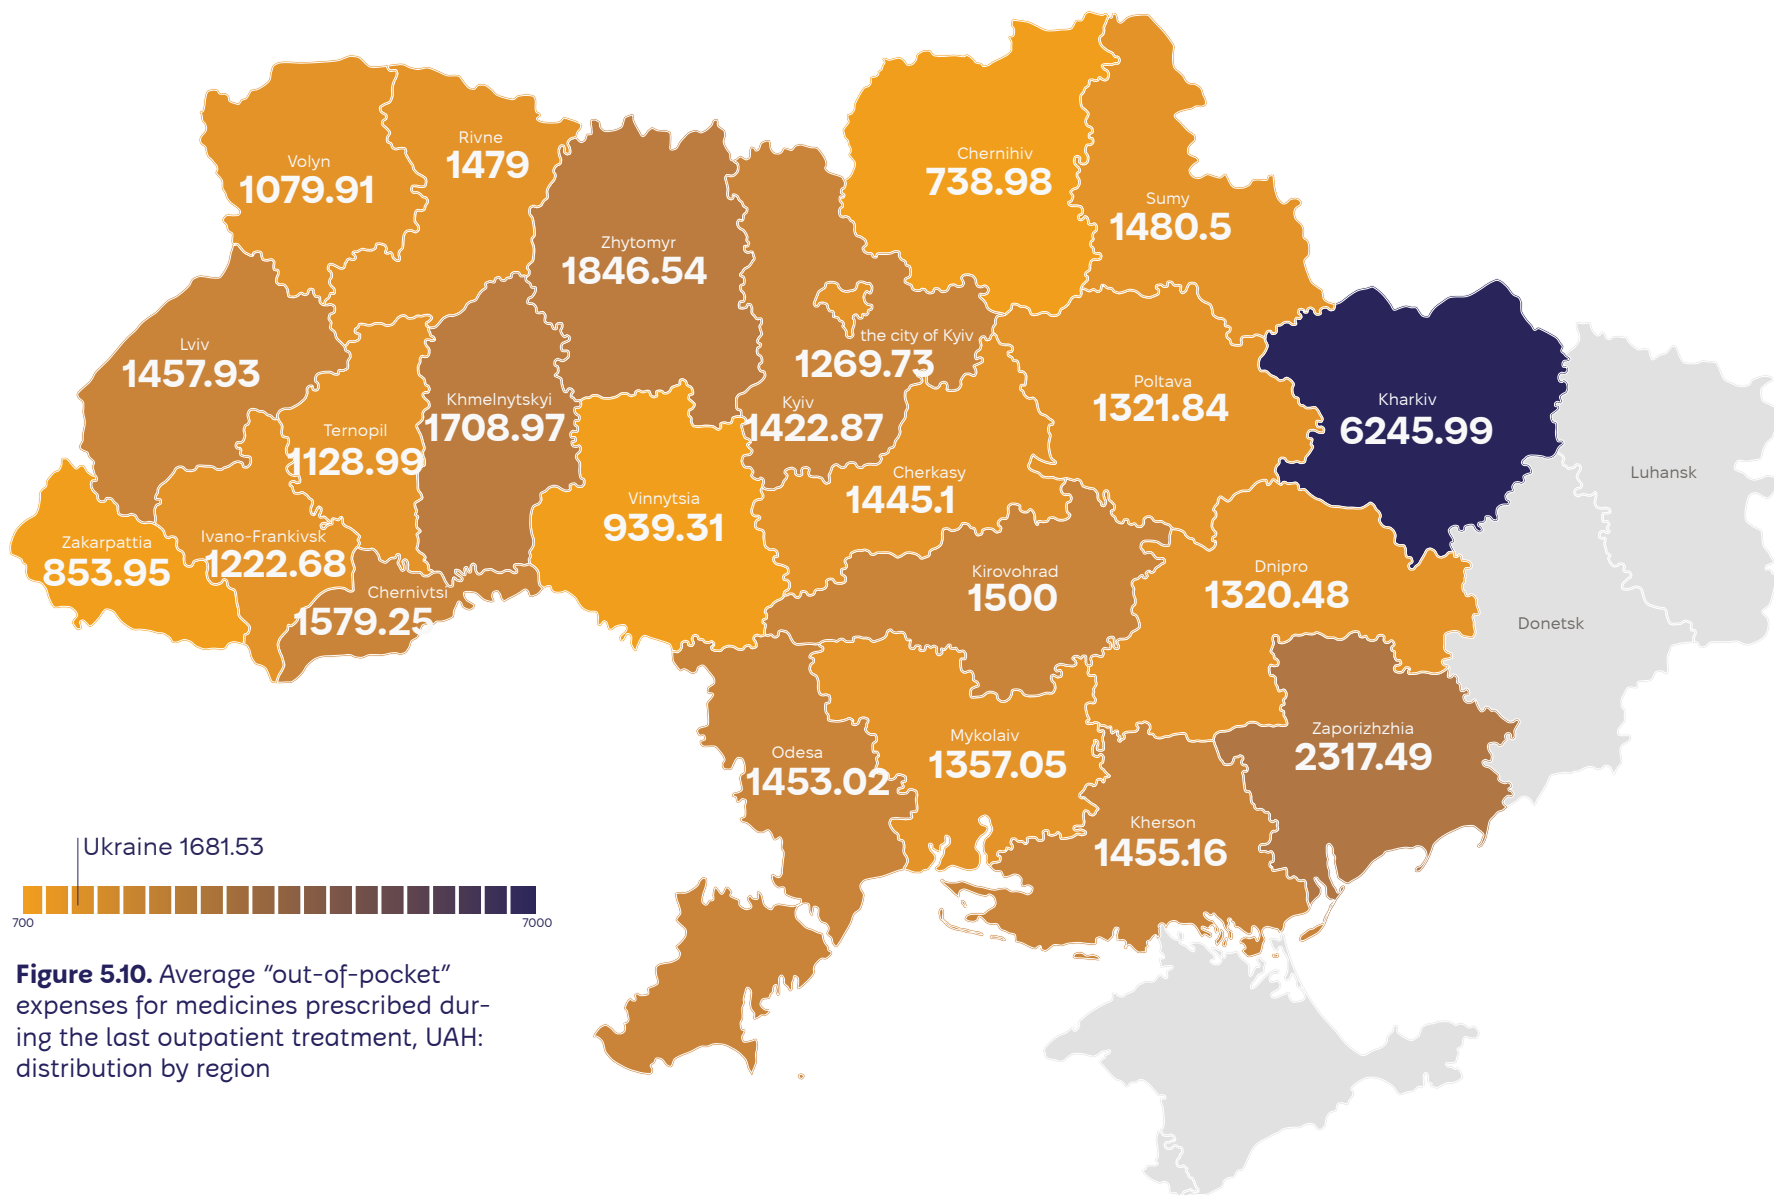 Volyn
1079.91
Rivne
1479
Zhytomyr
1846.54
Chernihiv
738.98
Sumy
1480.5
Lviv
1457.93
the city of Kyiv
1269.73
Kyiv
1422.87
Khmelnytskyi
1708.97
Ternopil
1128.99
Poltava
1321.84
Kharkiv
6245.99
Luhansk
Cherkasy
1445.1
Vinnytsia
939.31
Zakarpattia
853.95
Ivano-Frankivsk
1222.68
Chernivtsi
1579.25
Kirovohrad
1500
Dnipro
1320.48
Donetsk
Odesa
1453.02
Mykolaiv
1357.05
Zaporizhzhia
2317.49
Kherson
1455.16
Ukraine 1681.53
700
7000
Figure 5.10. Average “out-of-pocket”
expenses for medicines prescribed dur-
ing the last outpatient treatment, UAH:
distribution by region